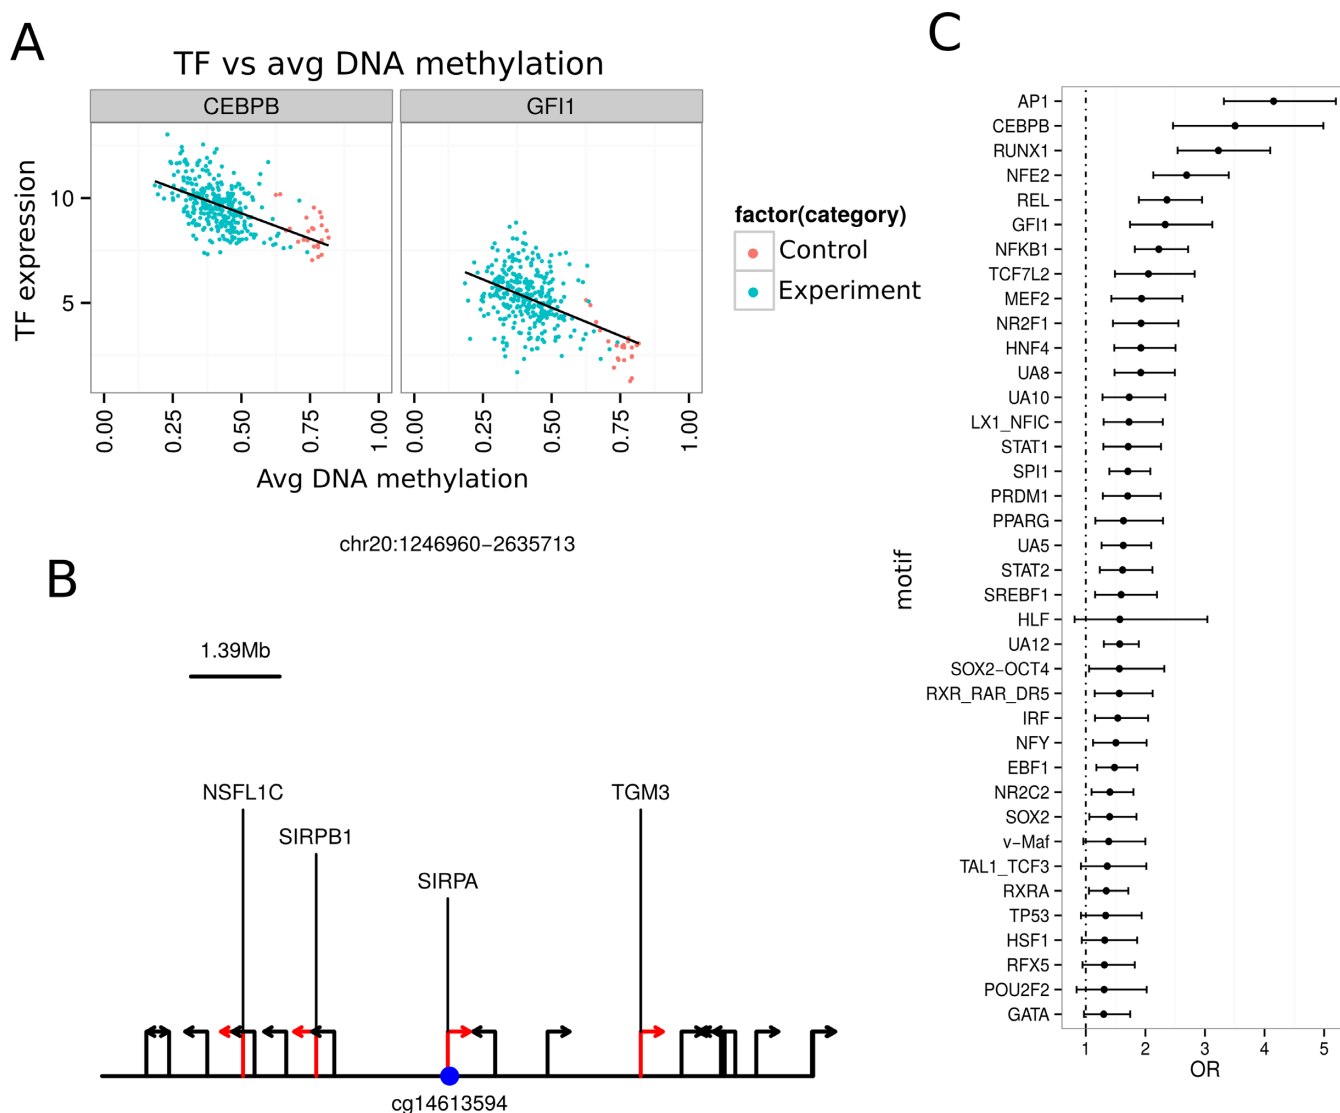 A
TF vs avg DNA methylation
CEBPB
GFI1
TF expression
10
5
0.00
0.25
0.50
0.75
1.00
0.00
0.25
0.50
0.75
1.00
Avg DNA methylation
factor(category)
Control
Experiment
chr20:1246960−2635713
B
1.39Mb
NSFL1C
SIRPB1
SIRPA
TGM3
cg14613594
C
motif
AP1
CEBPB
RUNX1
NFE2
REL
GFI1
NFKB1
TCF7L2
MEF2
NR2F1
HNF4
UA8
UA10
LX1_NFIC
STAT1
SPI1
PRDM1
PPARG
UA5
STAT2
SREBF1
HLF
UA12
SOX2−OCT4
RXR_RAR_DR5
IRF
NFY
EBF1
NR2C2
SOX2
v−Maf
TAL1_TCF3
RXRA
TP53
HSF1
RFX5
POU2F2
GATA
1
2
3
4
5
OR